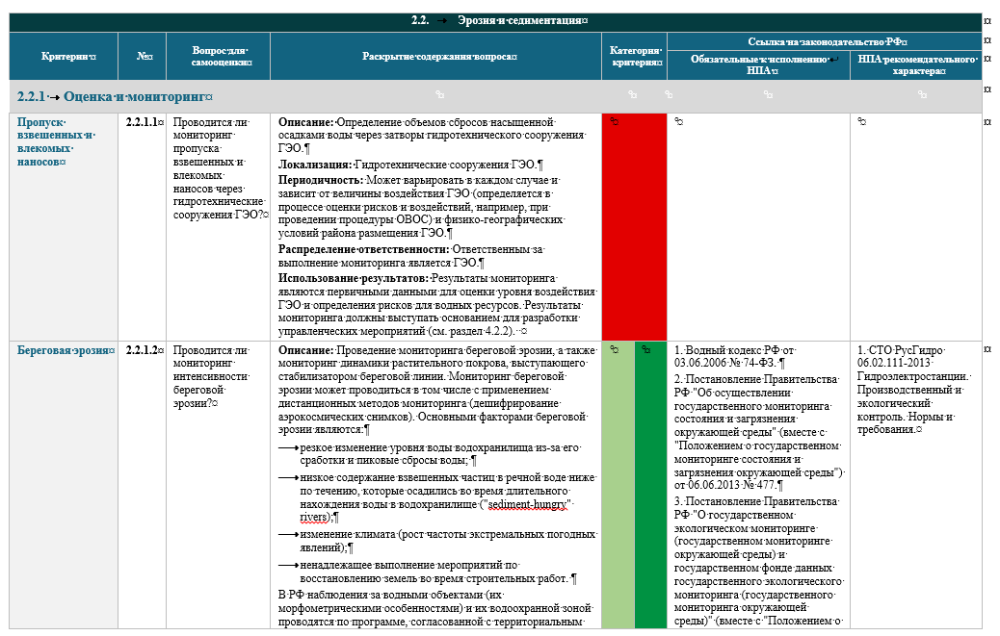 2.2. Эрозия и седиментация
Критерии
№
Вопрос для
самооценки
Раскрытие содержания вопроса
Категория
критерия
Ссылка на законодательство РФ
Обязательные к исполнению
НПА
НПА рекомендательного
характера
2.2.1 Оценка и мониторинг
Пропуск
взвешенных и
влекомых
наносов
2.2.1.1
Проводится ли
мониторинг
пропуска
взвешенных и
влекомых
наносов через
гидротехнические
сооружения ГЭО?
Описание: Определение объемов сбросов насыщенной
осадками воды через затворы гидротехнического сооружения
ГЭО.
Локализация: Гидротехнические сооружения ГЭО.
Периодичность: Может варьировать в каждом случае и
зависит от величины воздействия ГЭО (определяется в
процессе оценки рисков и воздействий, например, при
проведении процедуры ОВОС) и физико-географических
условий района размещения ГЭО.
Распределение ответственности: Ответственным за
выполнение мониторинга является ГЭО.
Использование результатов: Результаты мониторинга
являются первичными данными для оценки уровня воздействия
ГЭО и определения рисков для водных ресурсов. Результаты
мониторинга должны выступать основанием для разработки
управленческих мероприятий (см. раздел 4.2.2).
Береговая эрозия
2.2.1.2
Проводится ли
мониторинг
интенсивности
береговой
эрозии?
Описание: Проведение мониторинга береговой эрозии, а также
мониторинг динамики растительного покрова, выступающего
стабилизатором береговой линии. Мониторинг береговой
эрозии может проводиться в том числе с применением
дистанционных методов мониторинга (дешифрирование
аэрокосмических снимков). Основными факторами береговой
эрозии являются:
резкое изменение уровня воды водохранилища из-за его
сработки и пиковые сбросы воды;
низкое содержание взвешенных частиц в речной воде ниже
по течению, которые осадились во время длительного
нахождения воды в водохранилище ("sediment-hungry"
rivers);
изменение климата (рост частоты экстремальных погодных
явлений);
ненадлежащее выполнение мероприятий по
восстановлению земель во время строительных работ.
В РФ наблюдения за водными объектами (их
морфометрическими особенностями) и их водоохранной зоной
проводятся по программе, согласованной с территориальным
1. Водный кодекс РФ от
03.06.2006 № 74-ФЗ.
2. Постановление Правительства
РФ "Об осуществлении
государственного мониторинга
состояния и загрязнения
окружающей среды" (вместе с
"Положением о государственном
мониторинге состояния и
загрязнения окружающей среды")
от 06.06.2013 № 477.
3. Постановление Правительства
РФ "О государственном
экологическом мониторинге
(государственном мониторинге
окружающей среды) и
государственном фонде данных
государственного экологического
мониторинга (государственного
мониторинга окружающей
среды)" (вместе с "Положением о
1. СТО РусГидро
06.02.111-2013
Гидроэлектростанции.
Производственный и
экологический
контроль. Нормы и
требования.